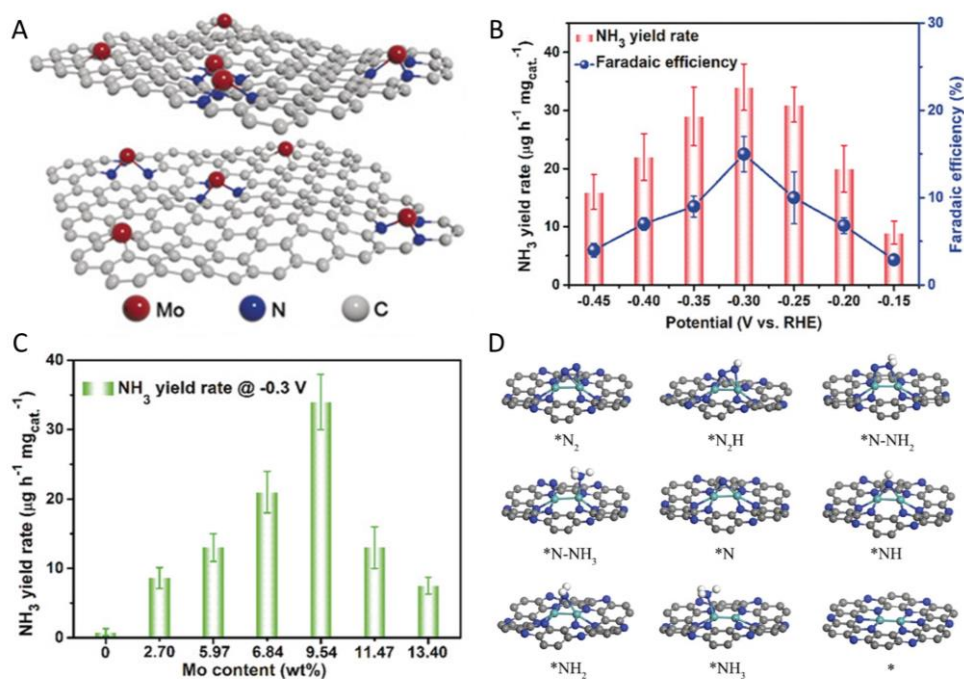 A
Mo
N
C
B
NH₃ yield rate
Faradaic efficiency
NH₃ yield rate (μg h⁻¹ mgcat.⁻¹)
40
30
20
10
0
Faradaic efficiency (%)
30
20
10
0
-0.45 -0.40 -0.35 -0.30 -0.25 -0.20 -0.15
Potential (V vs. RHE)
C
NH₃ yield rate @ -0.3 V
NH₃ yield rate (μg h⁻¹ mgcat.⁻¹)
40
30
20
10
0
0 2.70 5.97 6.84 9.54 11.47 13.40
Mo content (wt%)
D
*N₂ *N₂H *N-NH₂
*N-NH₃ *N *NH
*NH₂ *NH₃ *